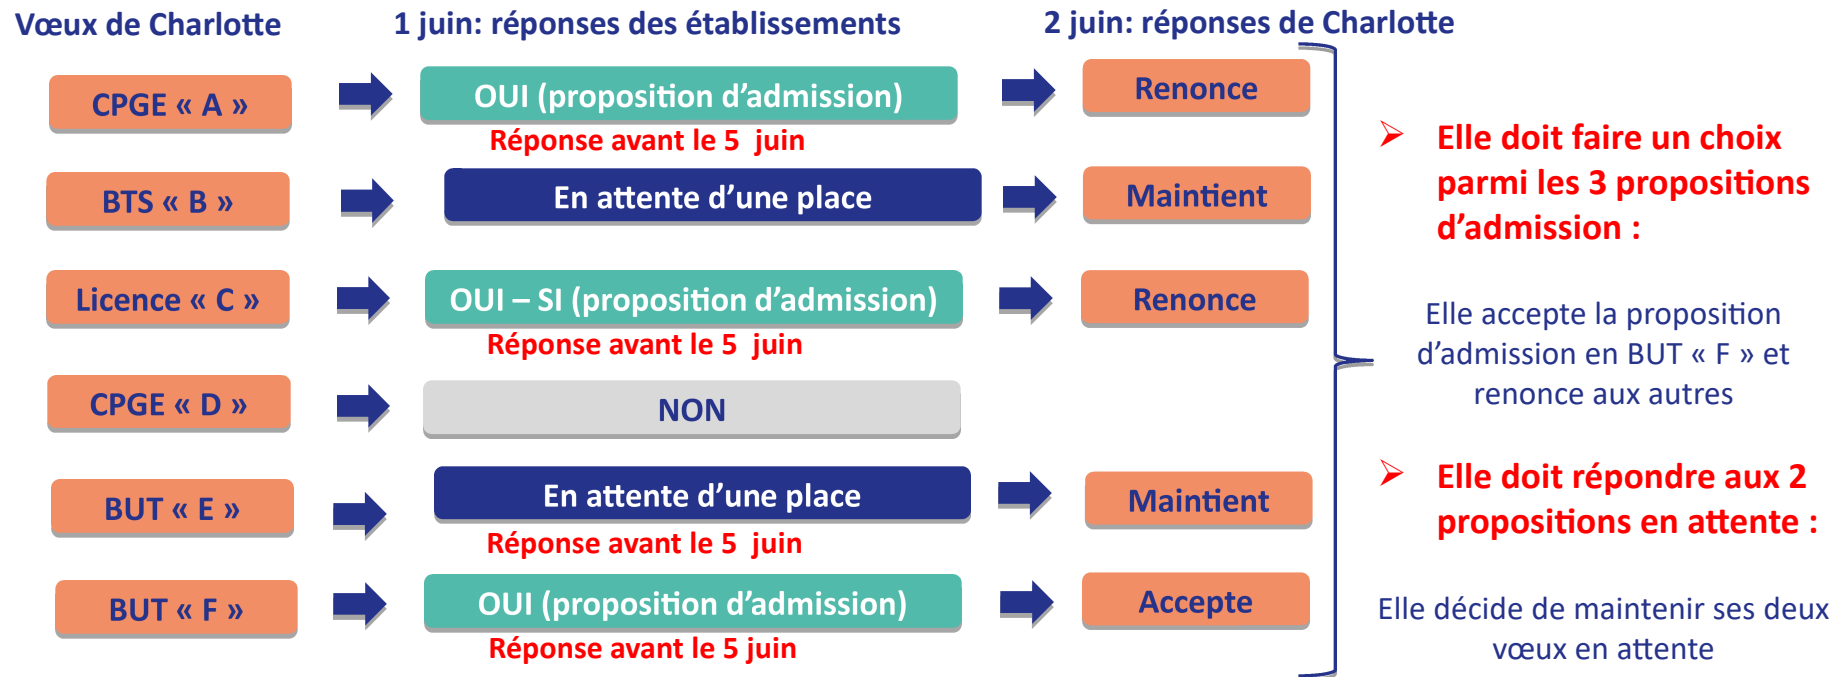 Vœux de Charlotte
1 juin: réponses des établissements
2 juin: réponses de Charlotte
CPGE « A »
OUI (proposition d’admission)
Réponse avant le 5 juin
Renonce
BTS « B »
En attente d’une place
Maintient
Licence « C »
OUI – SI (proposition d’admission)
Réponse avant le 5 juin
Renonce
CPGE « D »
NON
BUT « E »
En attente d’une place
Réponse avant le 5 juin
Maintient
BUT « F »
OUI (proposition d’admission)
Réponse avant le 5 juin
Accepte
Elle doit faire un choix
parmi les 3 propositions
d’admission :
Elle accepte la proposition
d’admission en BUT « F » et
renonce aux autres
Elle doit répondre aux 2
propositions en attente :
Elle décide de maintenir ses deux
vœux en attente